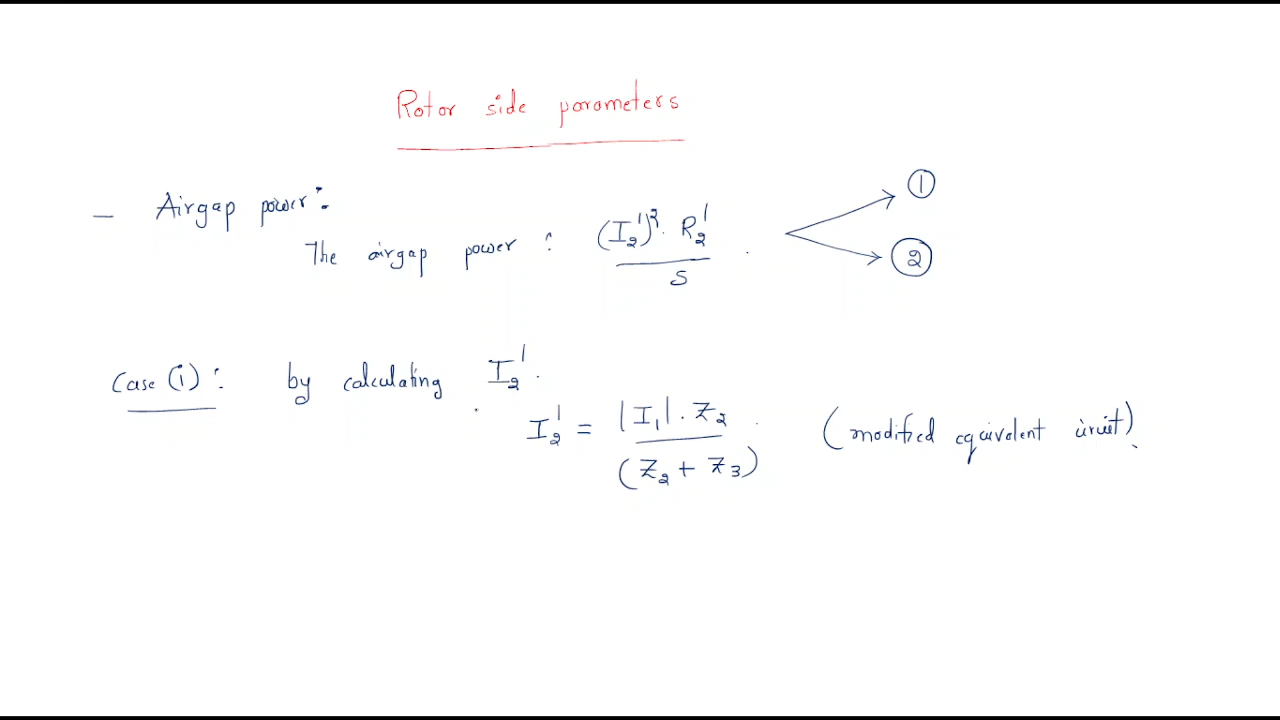 Rotor side parameters
- Airgap power:
The airgap power : (I₂')². R₂' / S
①
②
Case (i): by calculating I₂'.
I₂' = |I₁| . Z₂ / (Z₂ + Z₃) (modified equivalent circuit)